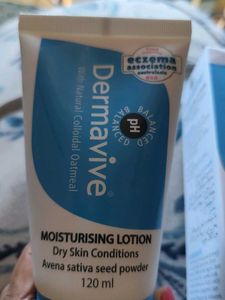 eczema
association
australasia
Dermavive
With Natural Colloidal Oatmeal
BALANCED
pH
BALANCED
MOISTURISING LOTION
Dry Skin Conditions
Avena sativa seed powder
120 ml